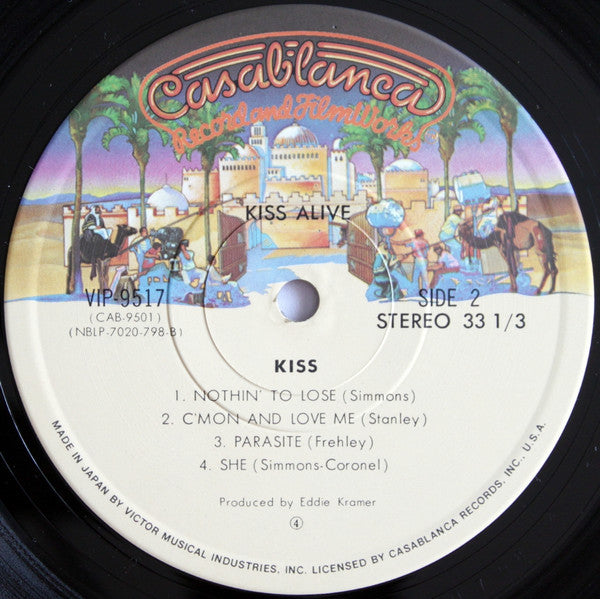 Casablanca
Record and FilmWorks
KISS ALIVE
VIP-9517
(CAB-9501)
(NBLP-7020-798-B)
SIDE 2
STEREO 33 1/3
KISS
1. NOTHIN' TO LOSE (Simmons)
2. C'MON AND LOVE ME (Stanley)
3. PARASITE (Frehley)
4. SHE (Simmons-Coronel)
Produced by Eddie Kramer
④
MADE IN JAPAN BY VICTOR MUSICAL INDUSTRIES, INC. LICENSED BY CASABLANCA RECORDS, INC., U.S.A.